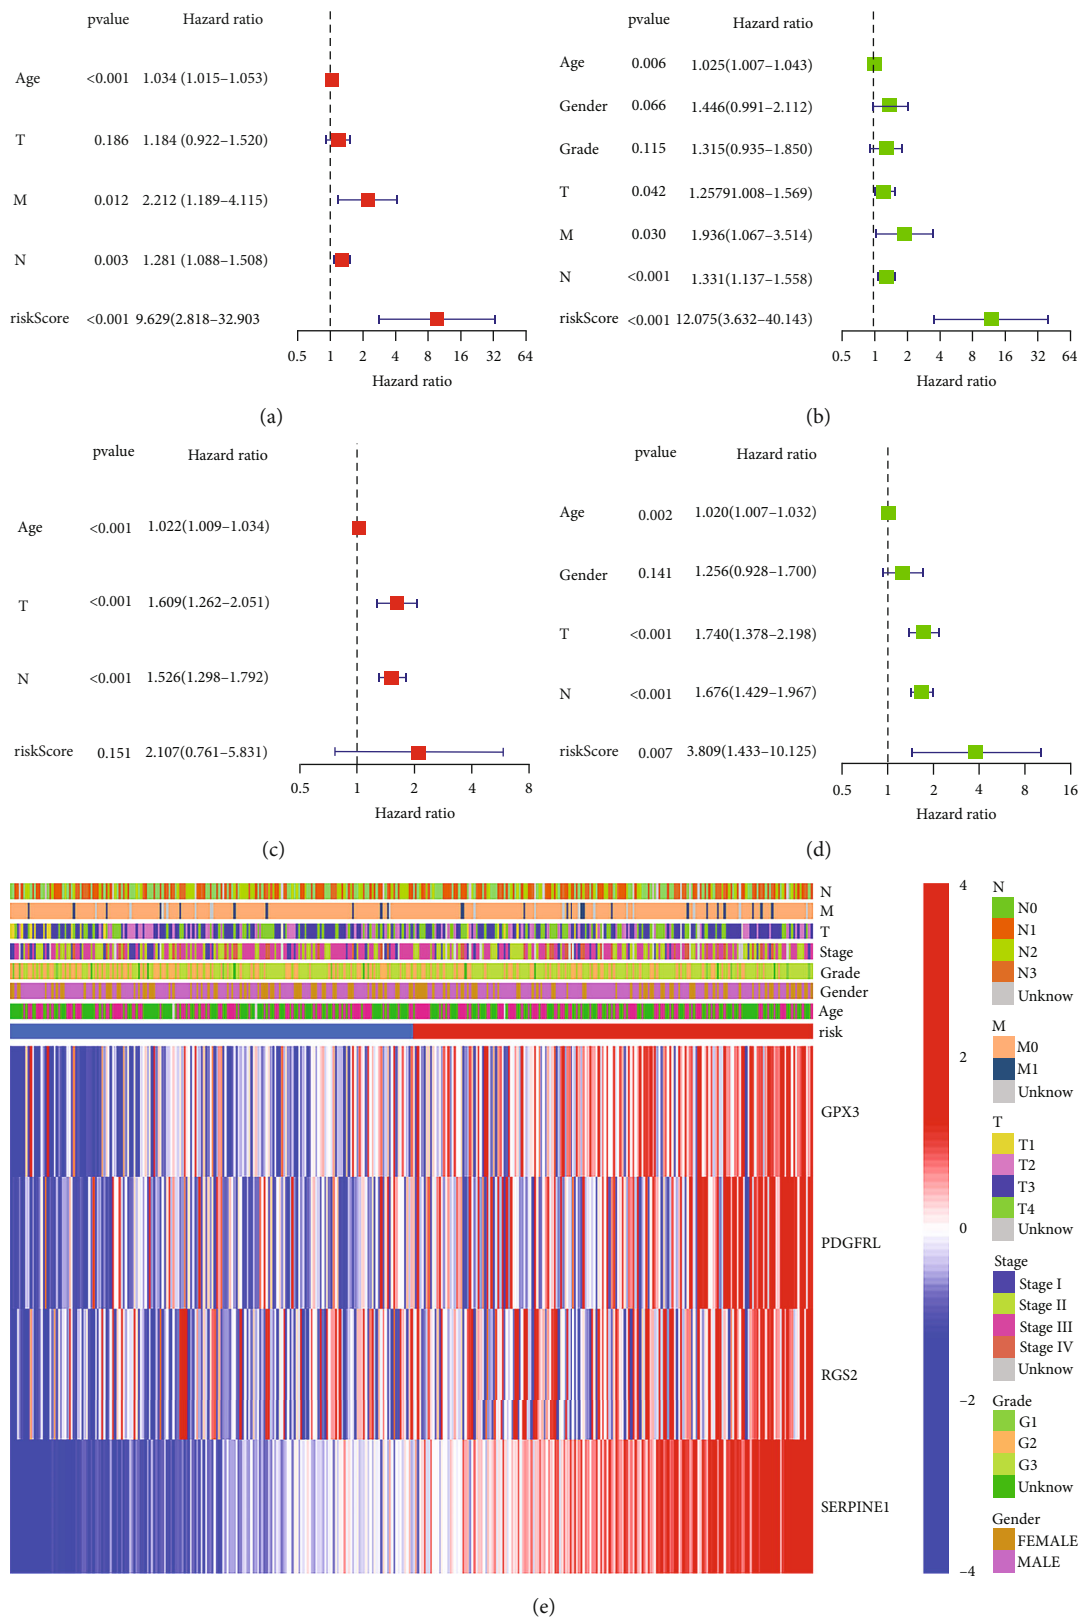 pvalue Hazard ratio
Age <0.001 1.034 (1.015–1.053)
T 0.186 1.184 (0.922–1.520)
M 0.012 2.212 (1.189–4.115)
N 0.003 1.281 (1.088–1.508)
riskScore <0.001 9.629(2.818–32.903
0.5 1 2 4 8 16 32 64
Hazard ratio
(a)
pvalue Hazard ratio
Age 0.006 1.025(1.007–1.043)
Gender 0.066 1.446(0.991–2.112)
Grade 0.115 1.315(0.935–1.850)
T 0.042 1.25791.008–1.569)
M 0.030 1.936(1.067–3.514)
N <0.001 1.331(1.137–1.558)
riskScore <0.001 12.075(3.632–40.143)
0.5 1 2 4 8 16 32 64
Hazard ratio
(b)
pvalue Hazard ratio
Age <0.001 1.022(1.009–1.034)
T <0.001 1.609(1.262–2.051)
N <0.001 1.526(1.298–1.792)
riskScore 0.151 2.107(0.761–5.831)
0.5 1 2 4 8
Hazard ratio
(c)
pvalue Hazard ratio
Age 0.002 1.020(1.007–1.032)
Gender 0.141 1.256(0.928–1.700)
T <0.001 1.740(1.378–2.198)
N <0.001 1.676(1.429–1.967)
riskScore 0.007 3.809(1.433–10.125)
0.5 1 2 4 8 16
Hazard ratio
(d)
N
M
T
Stage
Grade
Gender
Age
risk
GPX3
PDGFRL
RGS2
SERPINE1
4
2
0
−2
−4
N
N0
N1
N2
N3
Unknow
M
M0
M1
Unknow
T
T1
T2
T3
T4
Unknow
Stage
Stage I
Stage II
Stage III
Stage IV
Unknow
Grade
G1
G2
G3
Unknow
Gender
FEMALE
MALE
(e)